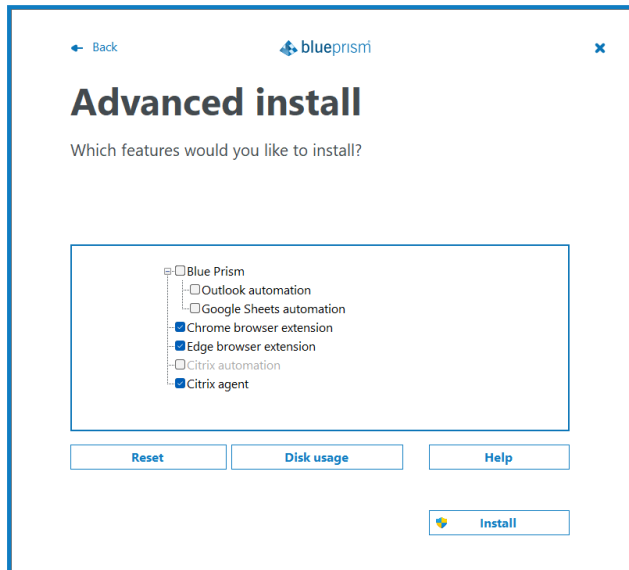 Back
blueprism
Advanced install
Which features would you like to install?
Blue Prism
Outlook automation
Google Sheets automation
Chrome browser extension
Edge browser extension
Citrix automation
Citrix agent
Reset
Disk usage
Help
Install